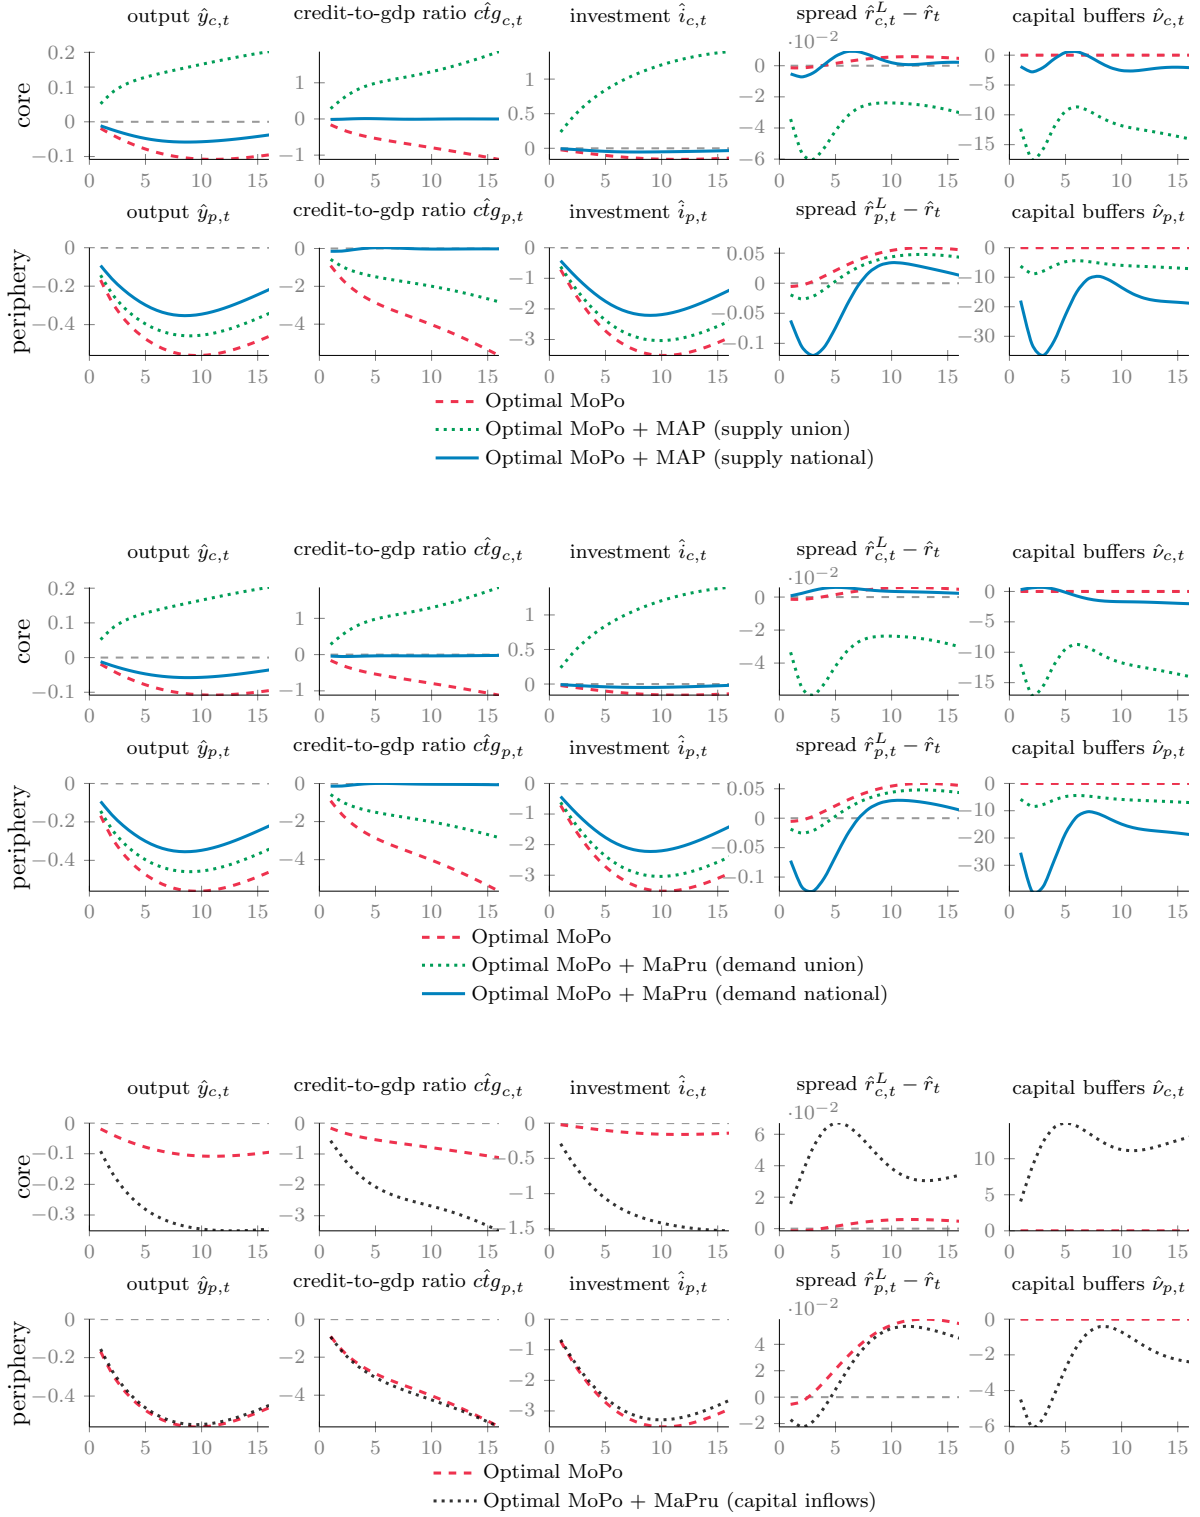 output ŷc,t credit-to-gdp ratio ctĝc,t investment îc,t spread r̂ᴸc,t − r̂t capital buffers ν̂c,t
core
0.2 0 −0.1 0 5 10 15
1 0 −1 0 5 10 15
1 0.5 0 0 5 10 15
·10−2 0 −2 −4 −6 0 5 10 15
0 −5 −10 −15 0 5 10 15
output ŷp,t credit-to-gdp ratio ctĝp,t investment îp,t spread r̂ᴸp,t − r̂t capital buffers ν̂p,t
periphery
0 −0.2 −0.4 0 5 10 15
0 −2 −4 0 5 10 15
0 −1 −2 −3 0 5 10 15
0.05 0 −0.05 −0.1 0 5 10 15
0 −10 −20 −30 0 5 10 15
Optimal MoPo
Optimal MoPo + MAP (supply union)
Optimal MoPo + MAP (supply national)
output ŷc,t credit-to-gdp ratio ctĝc,t investment îc,t spread r̂ᴸc,t − r̂t capital buffers ν̂c,t
core
0.2 0 −0.1 0 5 10 15
1 0 −1 0 5 10 15
1 0.5 0 0 5 10 15
·10−2 0 −2 −4 0 5 10 15
0 −5 −10 −15 0 5 10 15
output ŷp,t credit-to-gdp ratio ctĝp,t investment îp,t spread r̂ᴸp,t − r̂t capital buffers ν̂p,t
periphery
0 −0.2 −0.4 0 5 10 15
0 −2 −4 0 5 10 15
0 −1 −2 −3 0 5 10 15
0.05 0 −0.05 −0.1 0 5 10 15
0 −10 −20 −30 0 5 10 15
Optimal MoPo
Optimal MoPo + MaPru (demand union)
Optimal MoPo + MaPru (demand national)
output ŷc,t credit-to-gdp ratio ctĝc,t investment îc,t spread r̂ᴸc,t − r̂t capital buffers ν̂c,t
core
0 −0.1 −0.2 −0.3 0 5 10 15
0 −1 −2 −3 0 5 10 15
0 −0.5 −1 −1.5 0 5 10 15
·10−2 6 4 2 0 0 5 10 15
10 5 0 0 5 10 15
output ŷp,t credit-to-gdp ratio ctĝp,t investment îp,t spread r̂ᴸp,t − r̂t capital buffers ν̂p,t
periphery
0 −0.2 −0.4 0 5 10 15
0 −2 −4 0 5 10 15
0 −1 −2 −3 0 5 10 15
·10−2 4 2 0 −2 0 5 10 15
0 −2 −4 −6 0 5 10 15
Optimal MoPo
Optimal MoPo + MaPru (capital inflows)